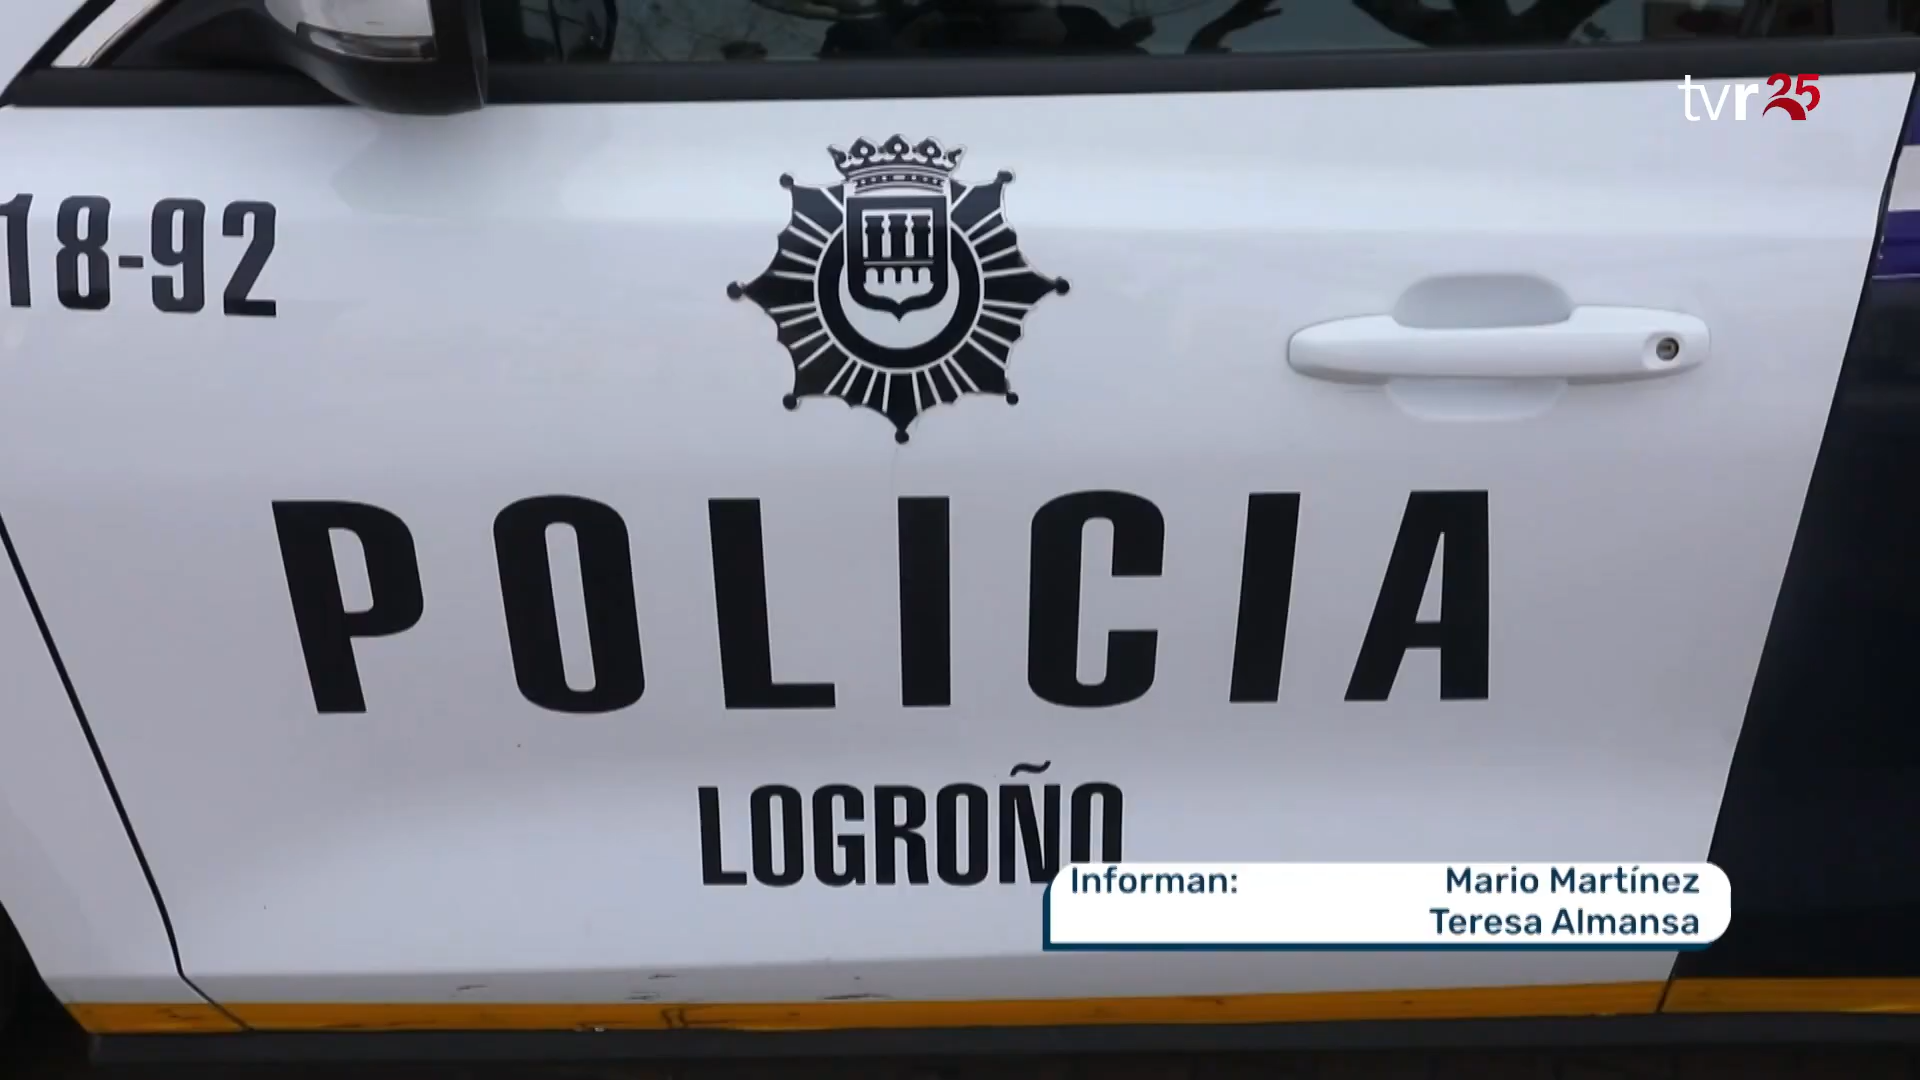 tvr25
18-92
POLICIA
LOGROÑO
Informan: Mario Martínez
Teresa Almansa